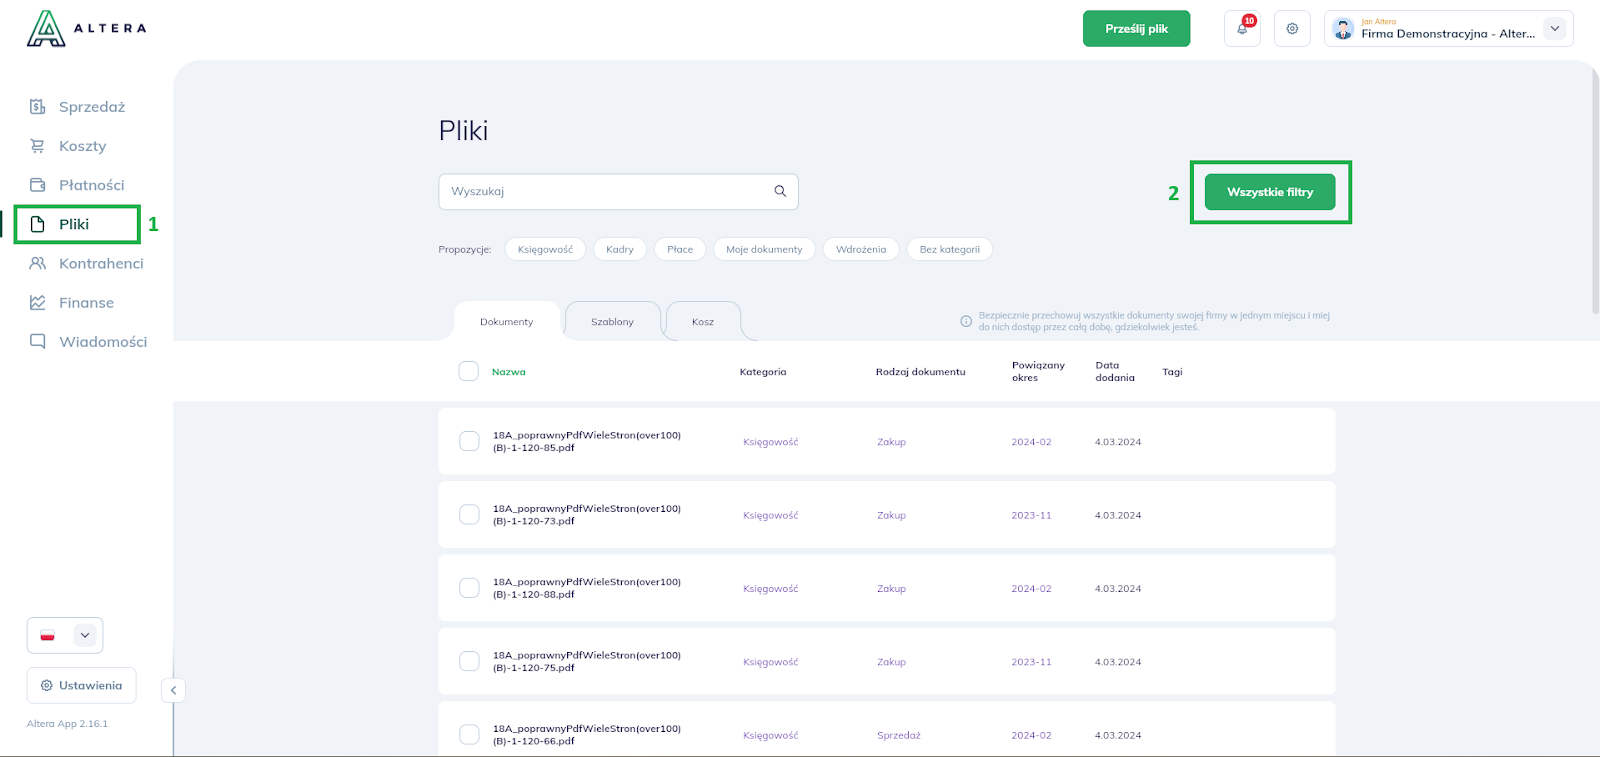 ALTERA
Prześlij plik
10
Jan Altera
Firma Demonstracyjna - Alter...
Sprzedaż
Koszty
Płatności
Pliki
1
Kontrahenci
Finanse
Wiadomości
Ustawienia
Altera App 2.16.1
Pliki
Wyszukaj
2
Wszystkie filtry
Propozycje:
Księgowość
Kadry
Płace
Moje dokumenty
Wdrożenia
Bez kategorii
Dokumenty
Szablony
Kosz
Bezpiecznie przechowuj wszystkie dokumenty swojej firmy w jednym miejscu i miej
do nich dostęp przez całą dobę, gdziekolwiek jesteś.
Nazwa
Kategoria
Rodzaj dokumentu
Powiązany
okres
Data
dodania
Tagi
18A_poprawnyPdfWieleStron(over100)
(B)-1-120-85.pdf
Księgowość
Zakup
2024-02
4.03.2024
18A_poprawnyPdfWieleStron(over100)
(B)-1-120-73.pdf
Księgowość
Zakup
2023-11
4.03.2024
18A_poprawnyPdfWieleStron(over100)
(B)-1-120-88.pdf
Księgowość
Zakup
2024-02
4.03.2024
18A_poprawnyPdfWieleStron(over100)
(B)-1-120-75.pdf
Księgowość
Zakup
2023-11
4.03.2024
18A_poprawnyPdfWieleStron(over100)
(B)-1-120-66.pdf
Księgowość
Sprzedaż
2024-02
4.03.2024